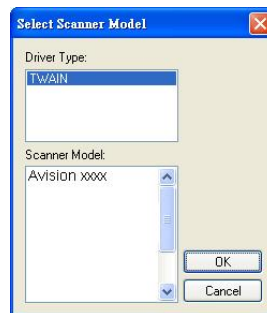 Select Scanner Model
Driver Type:
TWAIN
Scanner Model:
Avision xxxx
OK
Cancel